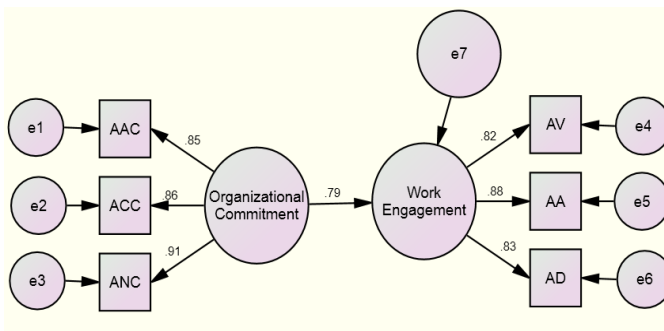 e7
e1
AAC
.85
.82
AV
e4
e2
ACC
.86
Organizational
Commitment
.79
Work
Engagement
.88
AA
e5
.91
.83
e3
ANC
AD
e6